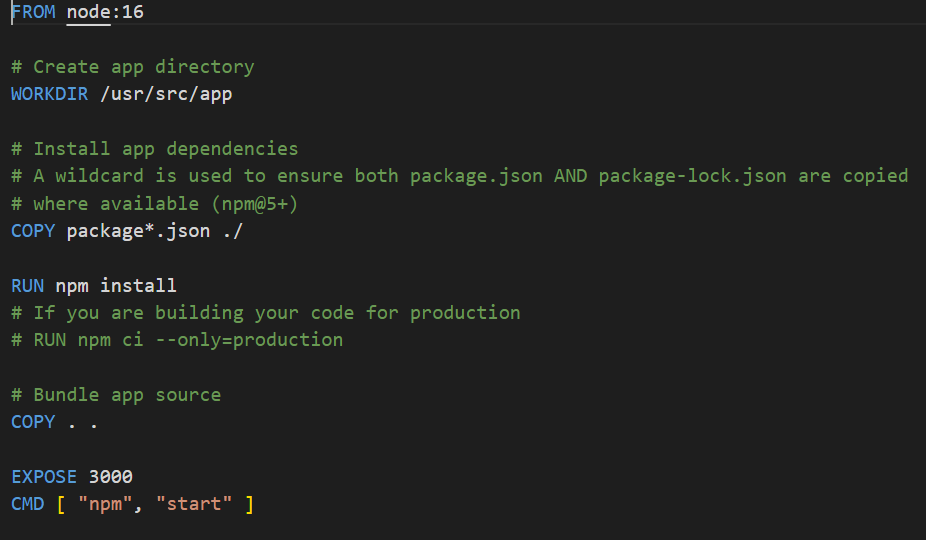 FROM node:16
# Create app directory
WORKDIR /usr/src/app
# Install app dependencies
# A wildcard is used to ensure both package.json AND package-lock.json are copied
# where available (npm@5+)
COPY package*.json ./
RUN npm install
# If you are building your code for production
# RUN npm ci --only=production
# Bundle app source
COPY . .
EXPOSE 3000
CMD [ "npm", "start" ]